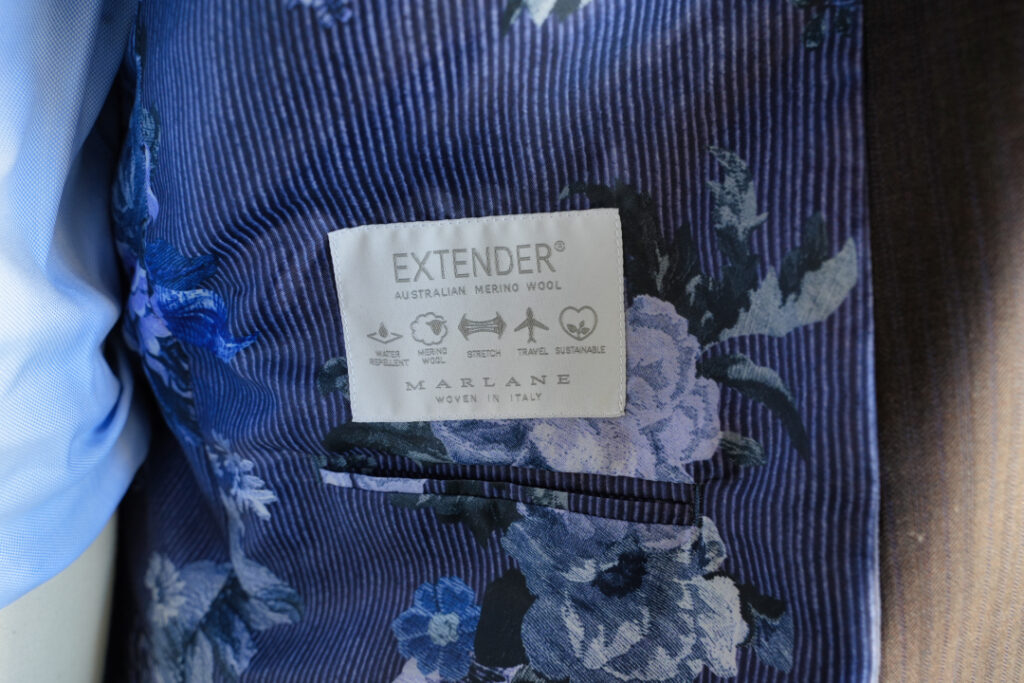 EXTENDER®
AUSTRALIAN MERINO WOOL
WATER REPELLENT MERINO WOOL STRETCH TRAVEL SUSTAINABLE
MARLANE
WOVEN IN ITALY